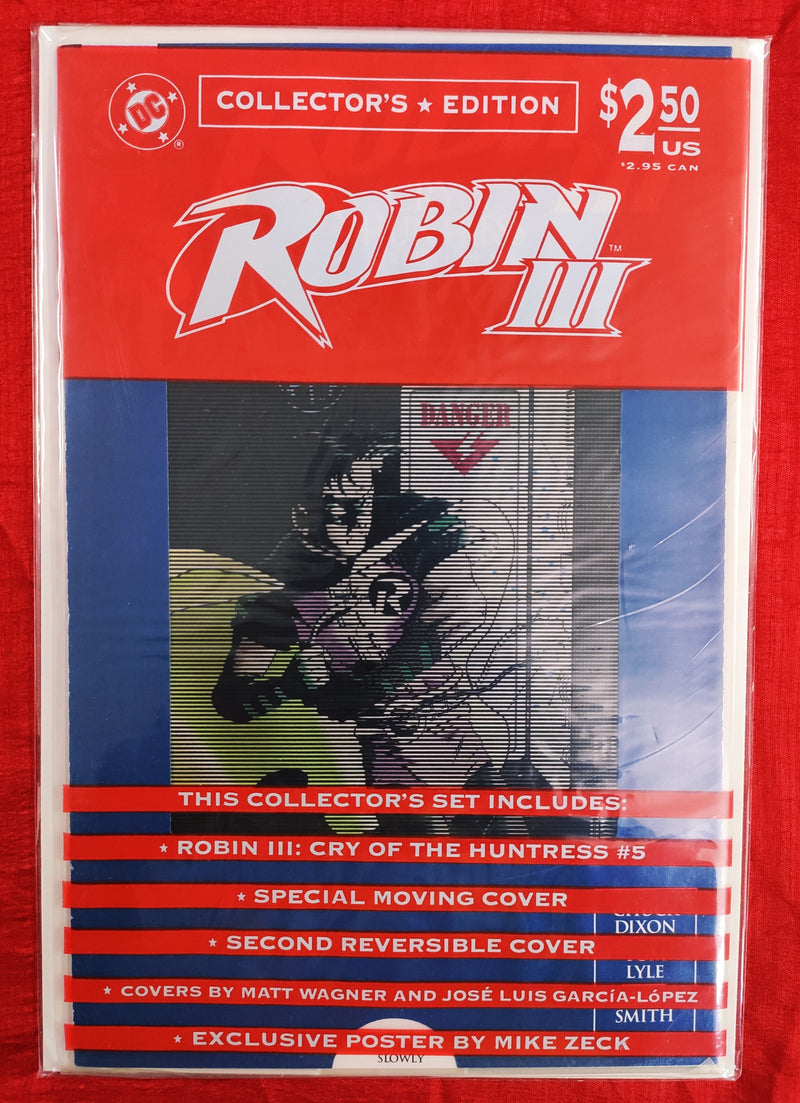 DC
®
COLLECTOR'S ★ EDITION
$2.50
US
$2.95 CAN
ROBIN
III
™
DANGER
R
THIS COLLECTOR'S SET INCLUDES:
★ ROBIN III: CRY OF THE HUNTRESS #5
★ SPECIAL MOVING COVER
CHUCK
DIXON
★ SECOND REVERSIBLE COVER
LYLE
★ COVERS BY MATT WAGNER AND JOSÉ LUIS GARCÍA-LóPEZ
SMITH
★ EXCLUSIVE POSTER BY MIKE ZECK
SLOWLY